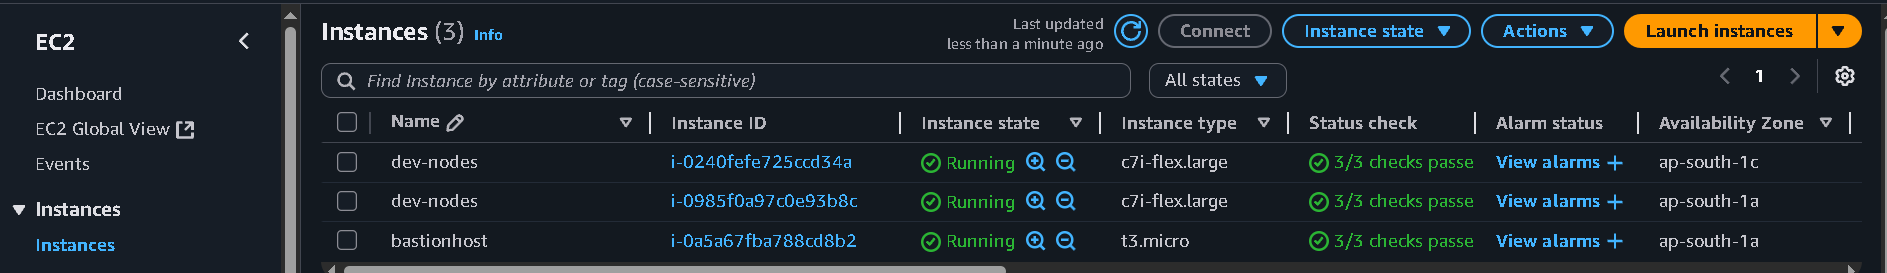 EC2
Dashboard
EC2 Global View
Events
Instances
Instances
Instances (3) Info
Last updated
less than a minute ago
Connect
Instance state
Actions
Launch instances
Find Instance by attribute or tag (case-sensitive)
All states
1
Name Instance ID Instance state Instance type Status check Alarm status Availability Zone
dev-nodes i-0240fefe725ccd34a Running c7i-flex.large 3/3 checks passe View alarms + ap-south-1c
dev-nodes i-0985f0a97c0e93b8c Running c7i-flex.large 3/3 checks passe View alarms + ap-south-1a
bastionhost i-0a5a67fba788cd8b2 Running t3.micro 3/3 checks passe View alarms + ap-south-1a